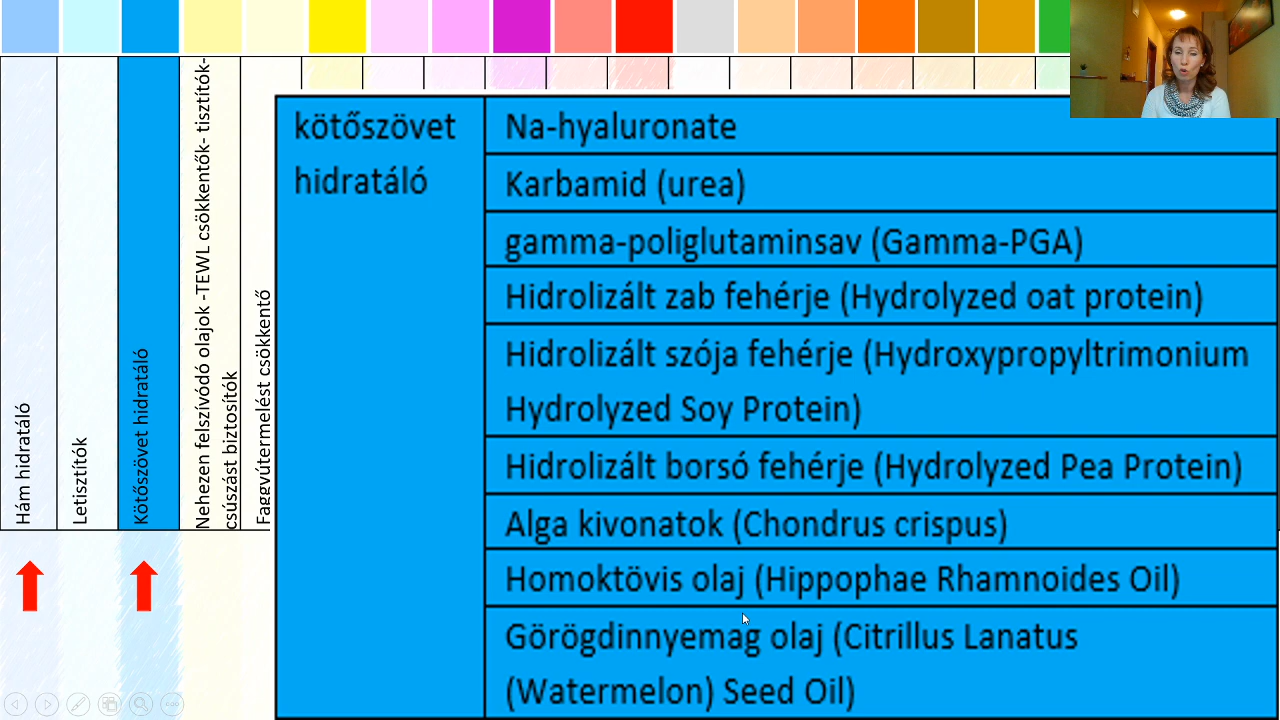 Hám hidratáló
Letisztítók
Kötőszövet hidratáló
Nehezen felszívódó olajok -TEWL csökkentők- tisztítók-
csúszást biztosítók
Faggyútermelést csökkentő
kötőszövet
hidratáló
Na-hyaluronate
Karbamid (urea)
gamma-poliglutaminsav (Gamma-PGA)
Hidrolizált zab fehérje (Hydrolyzed oat protein)
Hidrolizált szója fehérje (Hydroxypropyltrimonium
Hydrolyzed Soy Protein)
Hidrolizált borsó fehérje (Hydrolyzed Pea Protein)
Alga kivonatok (Chondrus crispus)
Homoktövis olaj (Hippophae Rhamnoides Oil)
Görögdinnyemag olaj (Citrillus Lanatus
(Watermelon) Seed Oil)